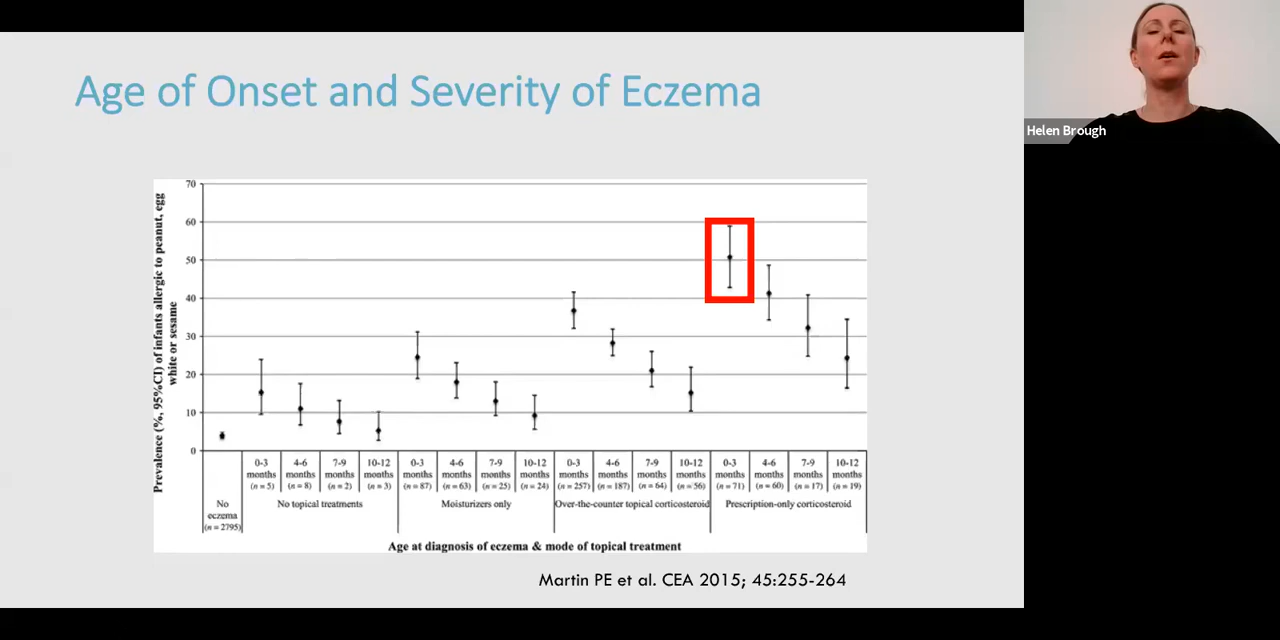 Age of Onset and Severity of Eczema
Helen Brough
Prevalence (%, 95%CI) of infants allergic to peanut, egg
white or sesame
70
60
50
40
30
20
10
0
0-3 months (n = 5)
4-6 months (n = 8)
7-9 months (n = 2)
10-12 months (n = 3)
0-3 months (n = 87)
4-6 months (n = 63)
7-9 months (n = 25)
10-12 months (n = 24)
0-3 months (n = 257)
4-6 months (n = 187)
7-9 months (n = 64)
10-12 months (n = 56)
0-3 months (n = 71)
4-6 months (n = 60)
7-9 months (n = 17)
10-12 months (n = 19)
No
eczema
(n = 2795)
No topical treatments
Moisturizers only
Over-the-counter topical corticosteroid
Prescription-only corticosteroid
Age at diagnosis of eczema & mode of topical treatment
Martin PE et al. CEA 2015; 45:255-264